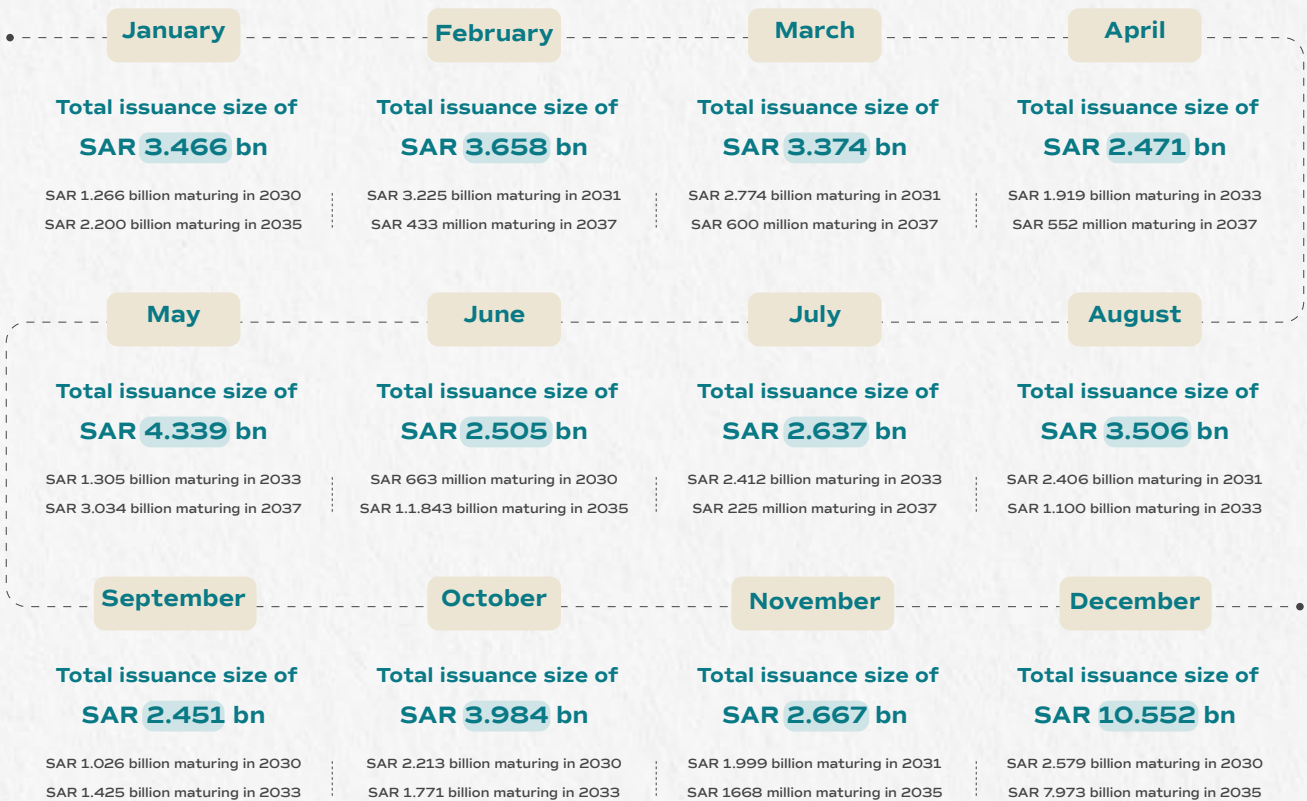 January
Total issuance size of
SAR 3.466 bn
SAR 1.266 billion maturing in 2030
SAR 2.200 billion maturing in 2035
February
Total issuance size of
SAR 3.658 bn
SAR 3.225 billion maturing in 2031
SAR 433 million maturing in 2037
March
Total issuance size of
SAR 3.374 bn
SAR 2.774 billion maturing in 2031
SAR 600 million maturing in 2037
April
Total issuance size of
SAR 2.471 bn
SAR 1.919 billion maturing in 2033
SAR 552 million maturing in 2037
May
Total issuance size of
SAR 4.339 bn
SAR 1.305 billion maturing in 2033
SAR 3.034 billion maturing in 2037
June
Total issuance size of
SAR 2.505 bn
SAR 663 million maturing in 2030
SAR 1.1.843 billion maturing in 2035
July
Total issuance size of
SAR 2.637 bn
SAR 2.412 billion maturing in 2033
SAR 225 million maturing in 2037
August
Total issuance size of
SAR 3.506 bn
SAR 2.406 billion maturing in 2031
SAR 1.100 billion maturing in 2033
September
Total issuance size of
SAR 2.451 bn
SAR 1.026 billion maturing in 2030
SAR 1.425 billion maturing in 2033
October
Total issuance size of
SAR 3.984 bn
SAR 2.213 billion maturing in 2030
SAR 1.771 billion maturing in 2033
November
Total issuance size of
SAR 2.667 bn
SAR 1.999 billion maturing in 2031
SAR 1668 million maturing in 2035
December
Total issuance size of
SAR 10.552 bn
SAR 2.579 billion maturing in 2030
SAR 7.973 billion maturing in 2035